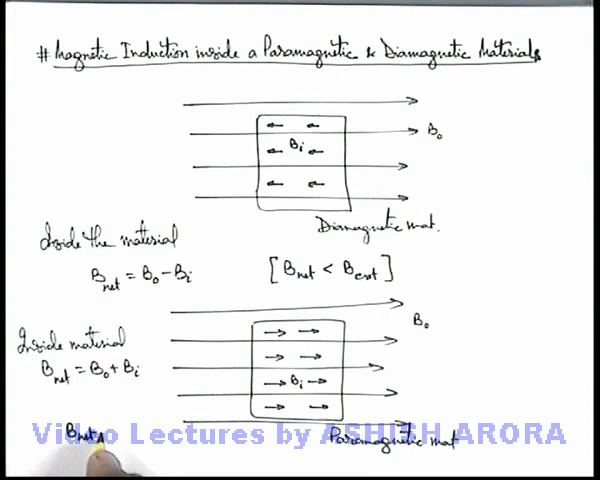 # Magnetic Induction inside a Paramagnetic & Diamagnetic Materials
B₀
Bᵢ
Diamagnetic mat.
Inside the material
B_net = B₀ - Bᵢ
[B_net < B_ext]
B₀
Inside material
B_net = B₀ + Bᵢ
Bᵢ
B_net
Paramagnetic mat
Video Lectures by ASHISH ARORA